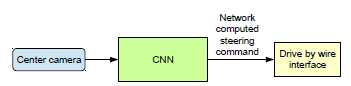 Center camera
CNN
Network
computed
steering
command
Drive by wire
interface